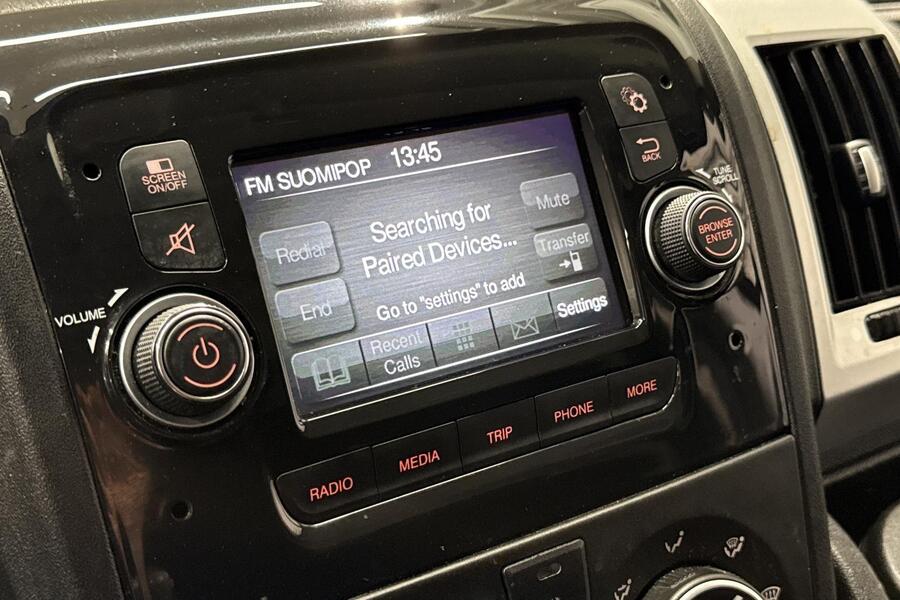 FM SUOMIPOP 13:45
SCREEN
ON/OFF
Redial
Searching for
Paired Devices...
Mute
Transfer
End
Go to "settings" to add
Recent
Calls
Settings
BACK
TUNE
SCROLL
BROWSE
ENTER
VOLUME
RADIO
MEDIA
TRIP
PHONE
MORE